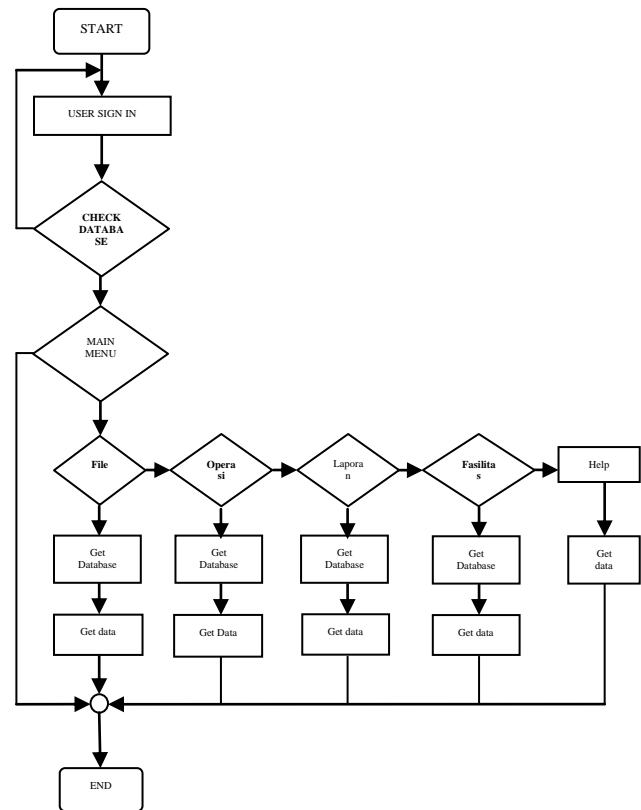 START
USER SIGN IN
CHECK
DATABA
SE
MAIN
MENU
File
Opera
si
Lapora
n
Fasilita
s
Help
Get
Database
Get
Database
Get
Database
Get
Database
Get
data
Get data
Get Data
Get data
Get data
END